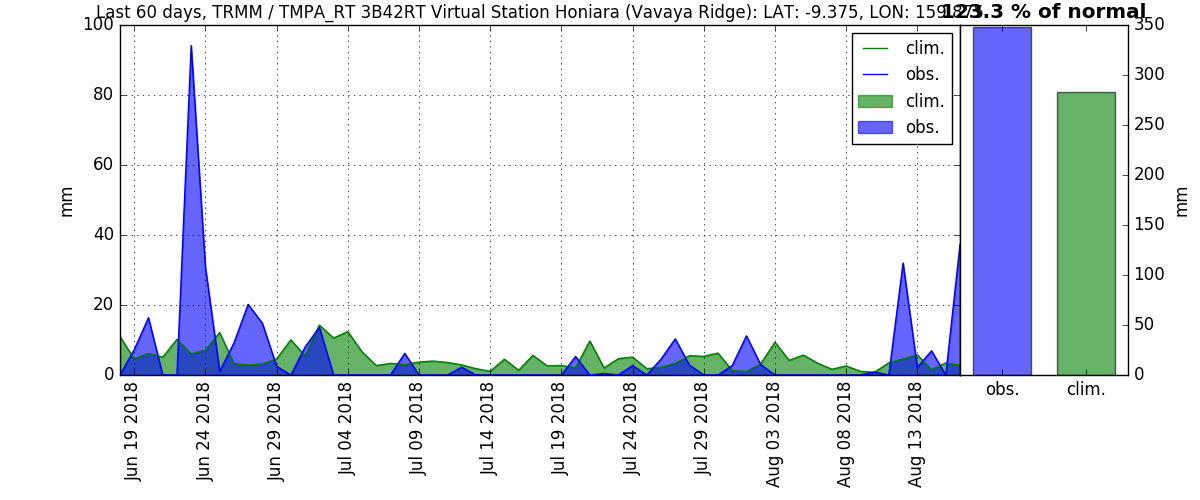 Last 60 days, TRMM / TMPA_RT 3B42RT Virtual Station Honiara (Vavaya Ridge): LAT: -9.375, LON:
123.3 % of normal
100
80
60
40
20
0
mm
clim.
obs.
clim.
obs.
350
300
250
200
150
100
50
0
mm
obs.
clim.
Jun 19 2018
Jun 24 2018
Jun 29 2018
Jul 04 2018
Jul 09 2018
Jul 14 2018
Jul 19 2018
Jul 24 2018
Jul 29 2018
Aug 03 2018
Aug 08 2018
Aug 13 2018